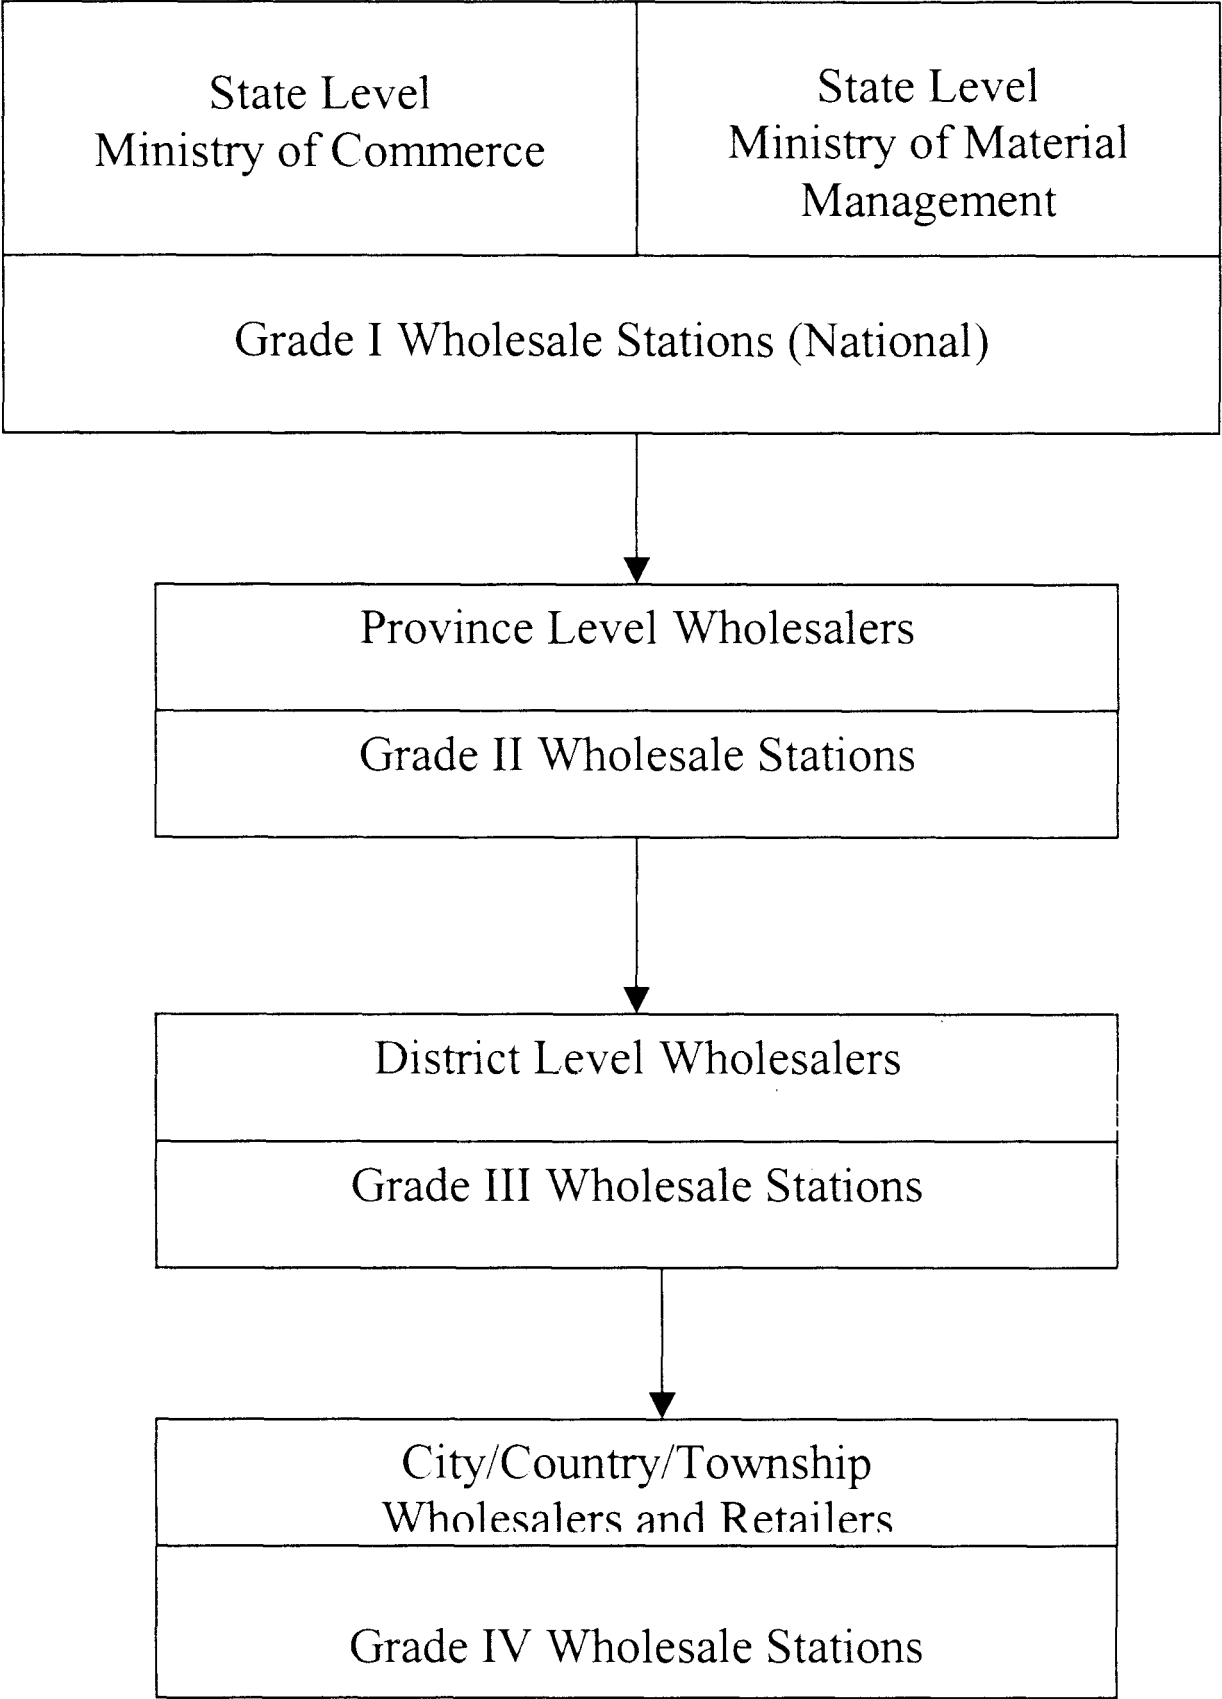 State Level
Ministry of Commerce
State Level
Ministry of Material
Management
Grade I Wholesale Stations (National)
Province Level Wholesalers
Grade II Wholesale Stations
District Level Wholesalers
Grade III Wholesale Stations
City/Country/Township
Wholesalers and Retailers
Grade IV Wholesale Stations